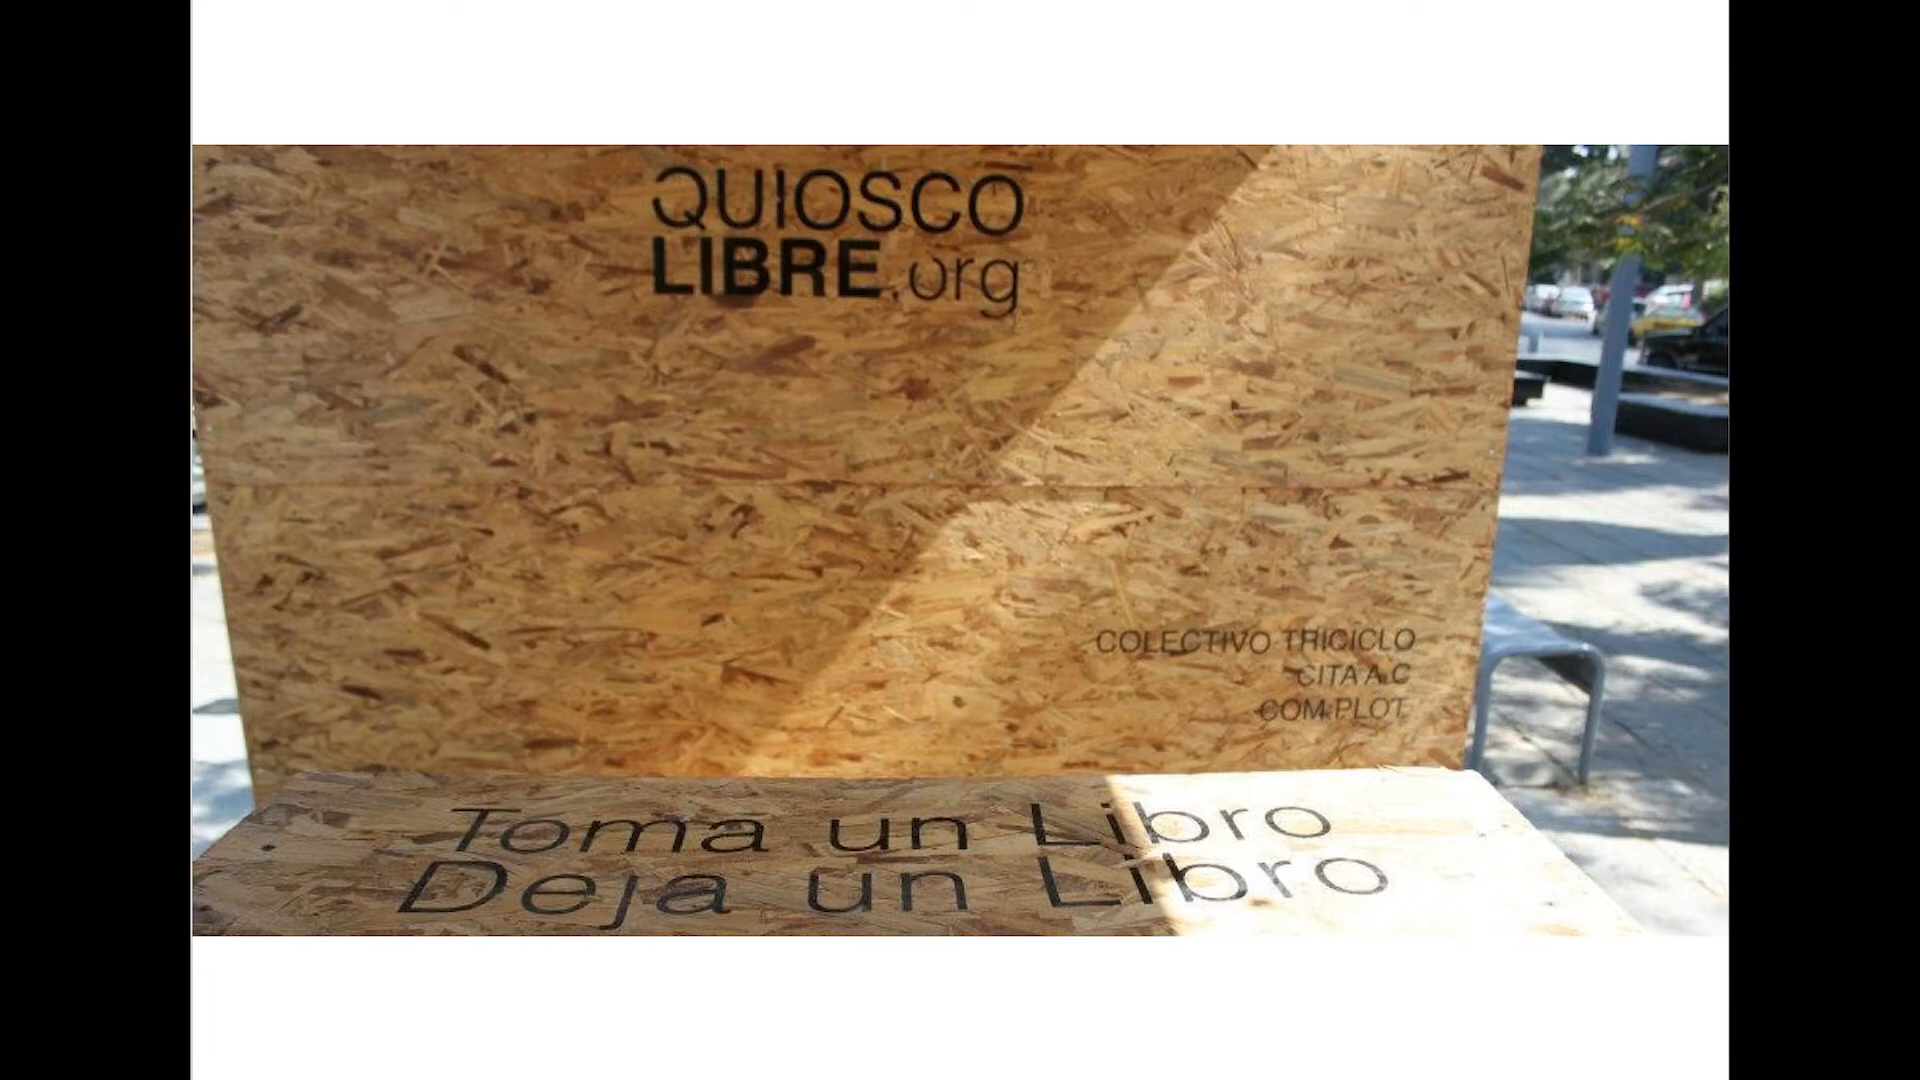 QUIOSCO
LIBRE.org
COLECTIVO TRICICLO
CITA A.C
COM:PLOT
Toma un Libro
Deja un Libro